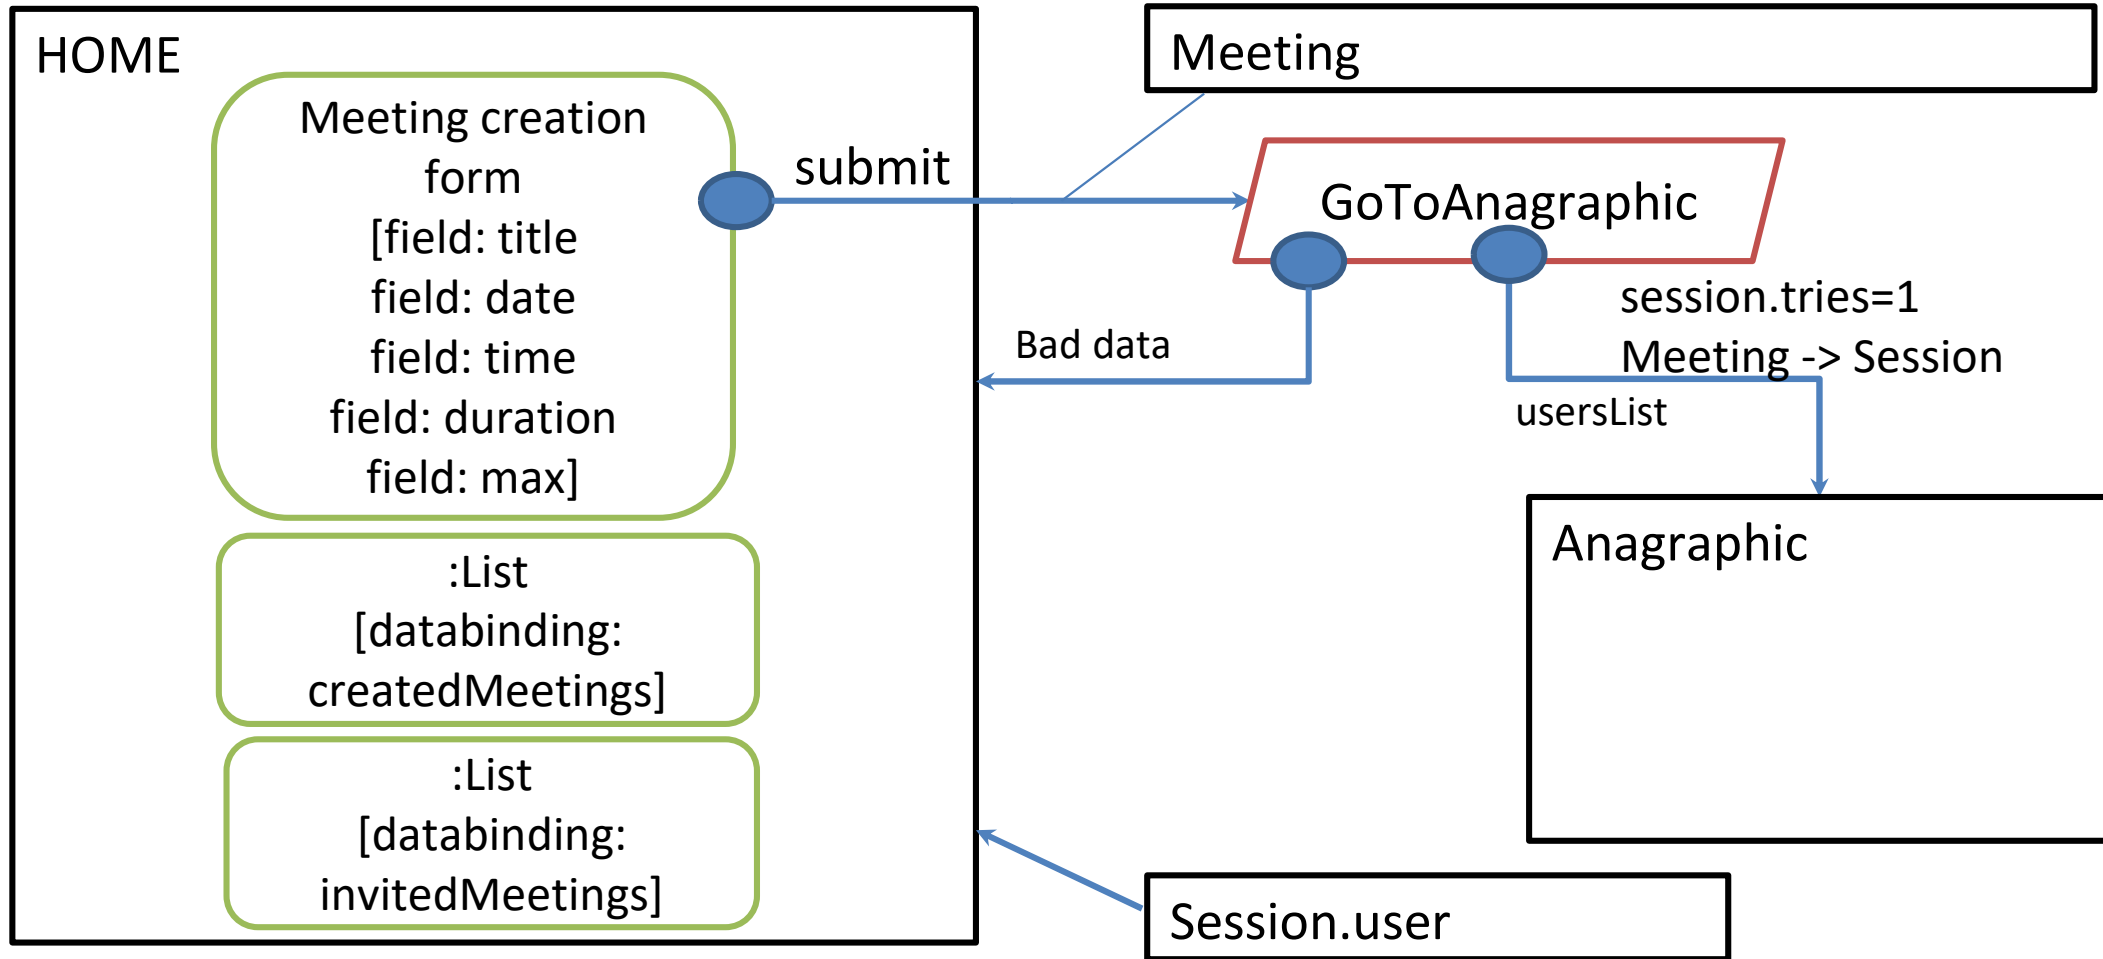 HOME
Meeting creation
form
[field: title
field: date
field: time
field: duration
field: max]
:List
[databinding:
createdMeetings]
:List
[databinding:
invitedMeetings]
submit
Meeting
GoToAnagraphic
Bad data
session.tries=1
Meeting -> Session
usersList
Anagraphic
Session.user